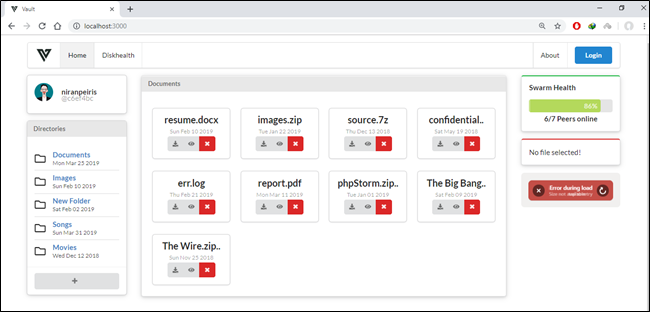 Vault
localhost:3000
Home
Diskhealth
About
Login
niranpeiris
Directories
Documents
Mon Mar 25 2019
Images
Sun Feb 10 2019
New Folder
Sat Feb 02 2019
Songs
Sun Mar 31 2019
Movies
Wed Dec 12 2018
Documents
resume.docx
Sun Feb 10 2019
images.zip
Tue Jan 22 2019
source.7z
Thu Dec 13 2018
confidential..
Sat May 19 2018
err.log
Thu Feb 21 2019
report.pdf
Mon Mar 11 2019
phpStorm.zip..
Tue Jan 01 2019
The Big Bang..
Sat Feb 09 2019
The Wire.zip..
Sun Nov 25 2018
Swarm Health
86%
6/7 Peers online
No file selected!
Error during load